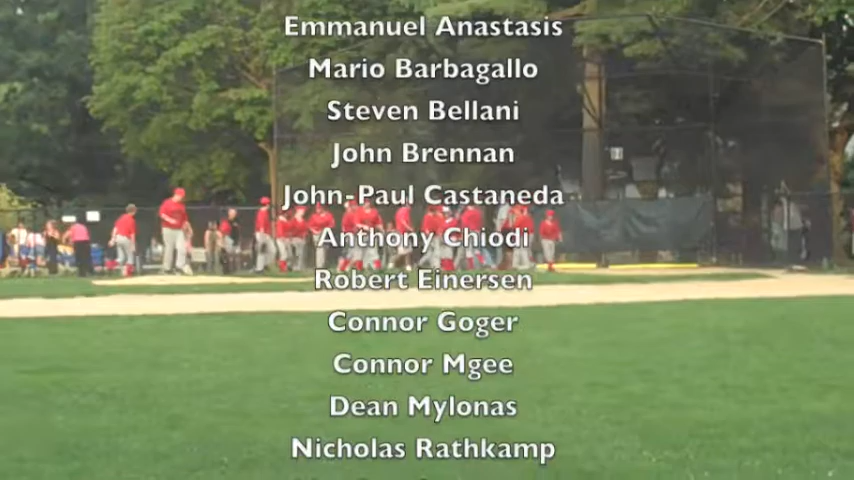 Emmanuel Anastasis
Mario Barbagallo
Steven Bellani
John Brennan
John-Paul Castaneda
Anthony Chiodi
Robert Einersen
Connor Goger
Connor Mgee
Dean Mylonas
Nicholas Rathkamp